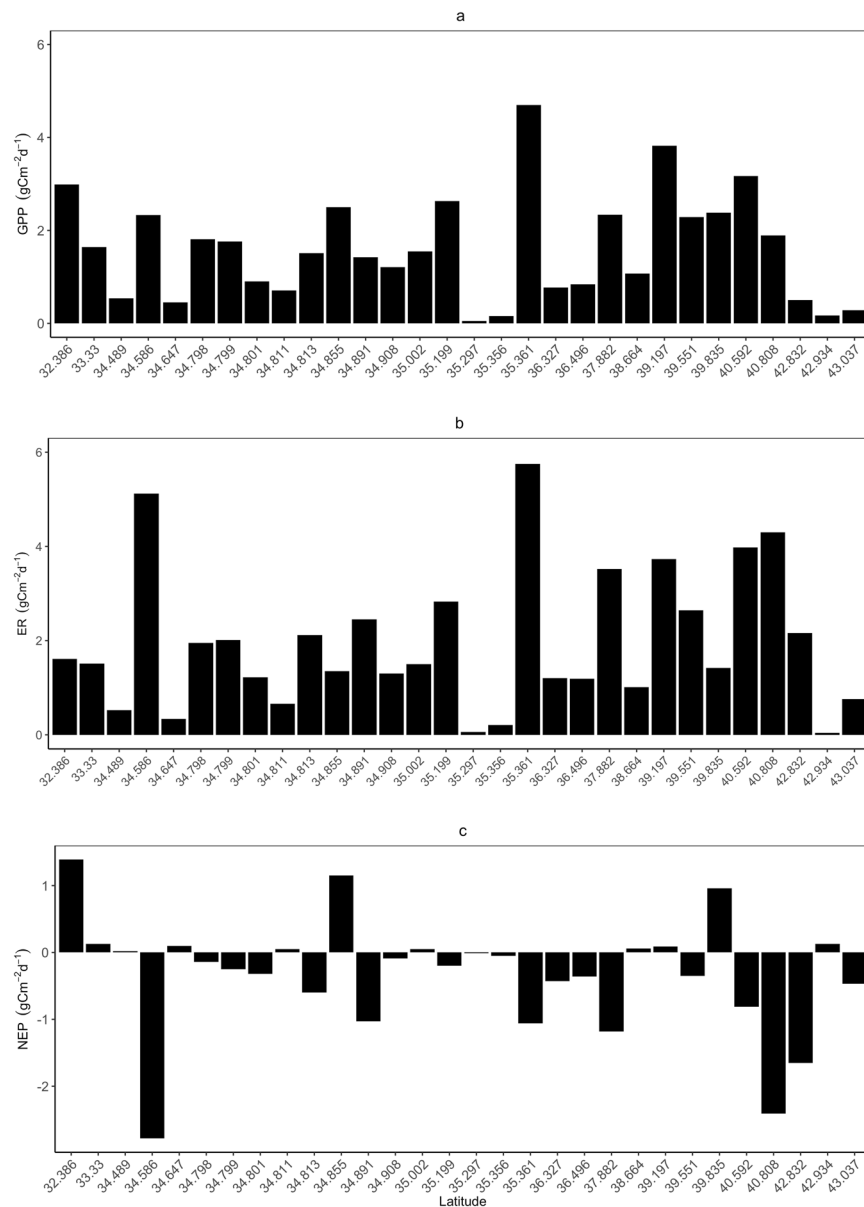 a
6
4
2
0
GPP (gCm⁻²d⁻¹)
32.386 33.33 34.489 34.586 34.647 34.798 34.799 34.801 34.811 34.813 34.855 34.891 34.908 35.002 35.199 35.297 35.356 35.361 36.327 36.496 37.882 38.664 39.197 39.551 39.835 40.592 40.808 42.832 42.934 43.037
b
6
4
2
0
ER (gCm⁻²d⁻¹)
32.386 33.33 34.489 34.586 34.647 34.798 34.799 34.801 34.811 34.813 34.855 34.891 34.908 35.002 35.199 35.297 35.356 35.361 36.327 36.496 37.882 38.664 39.197 39.551 39.835 40.592 40.808 42.832 42.934 43.037
c
1
0
-1
-2
NEP (gCm⁻²d⁻¹)
32.386 33.33 34.489 34.586 34.647 34.798 34.799 34.801 34.811 34.813 34.855 34.891 34.908 35.002 35.199 35.297 35.356 35.361 36.327 36.496 37.882 38.664 39.197 39.551 39.835 40.592 40.808 42.832 42.934 43.037
Latitude